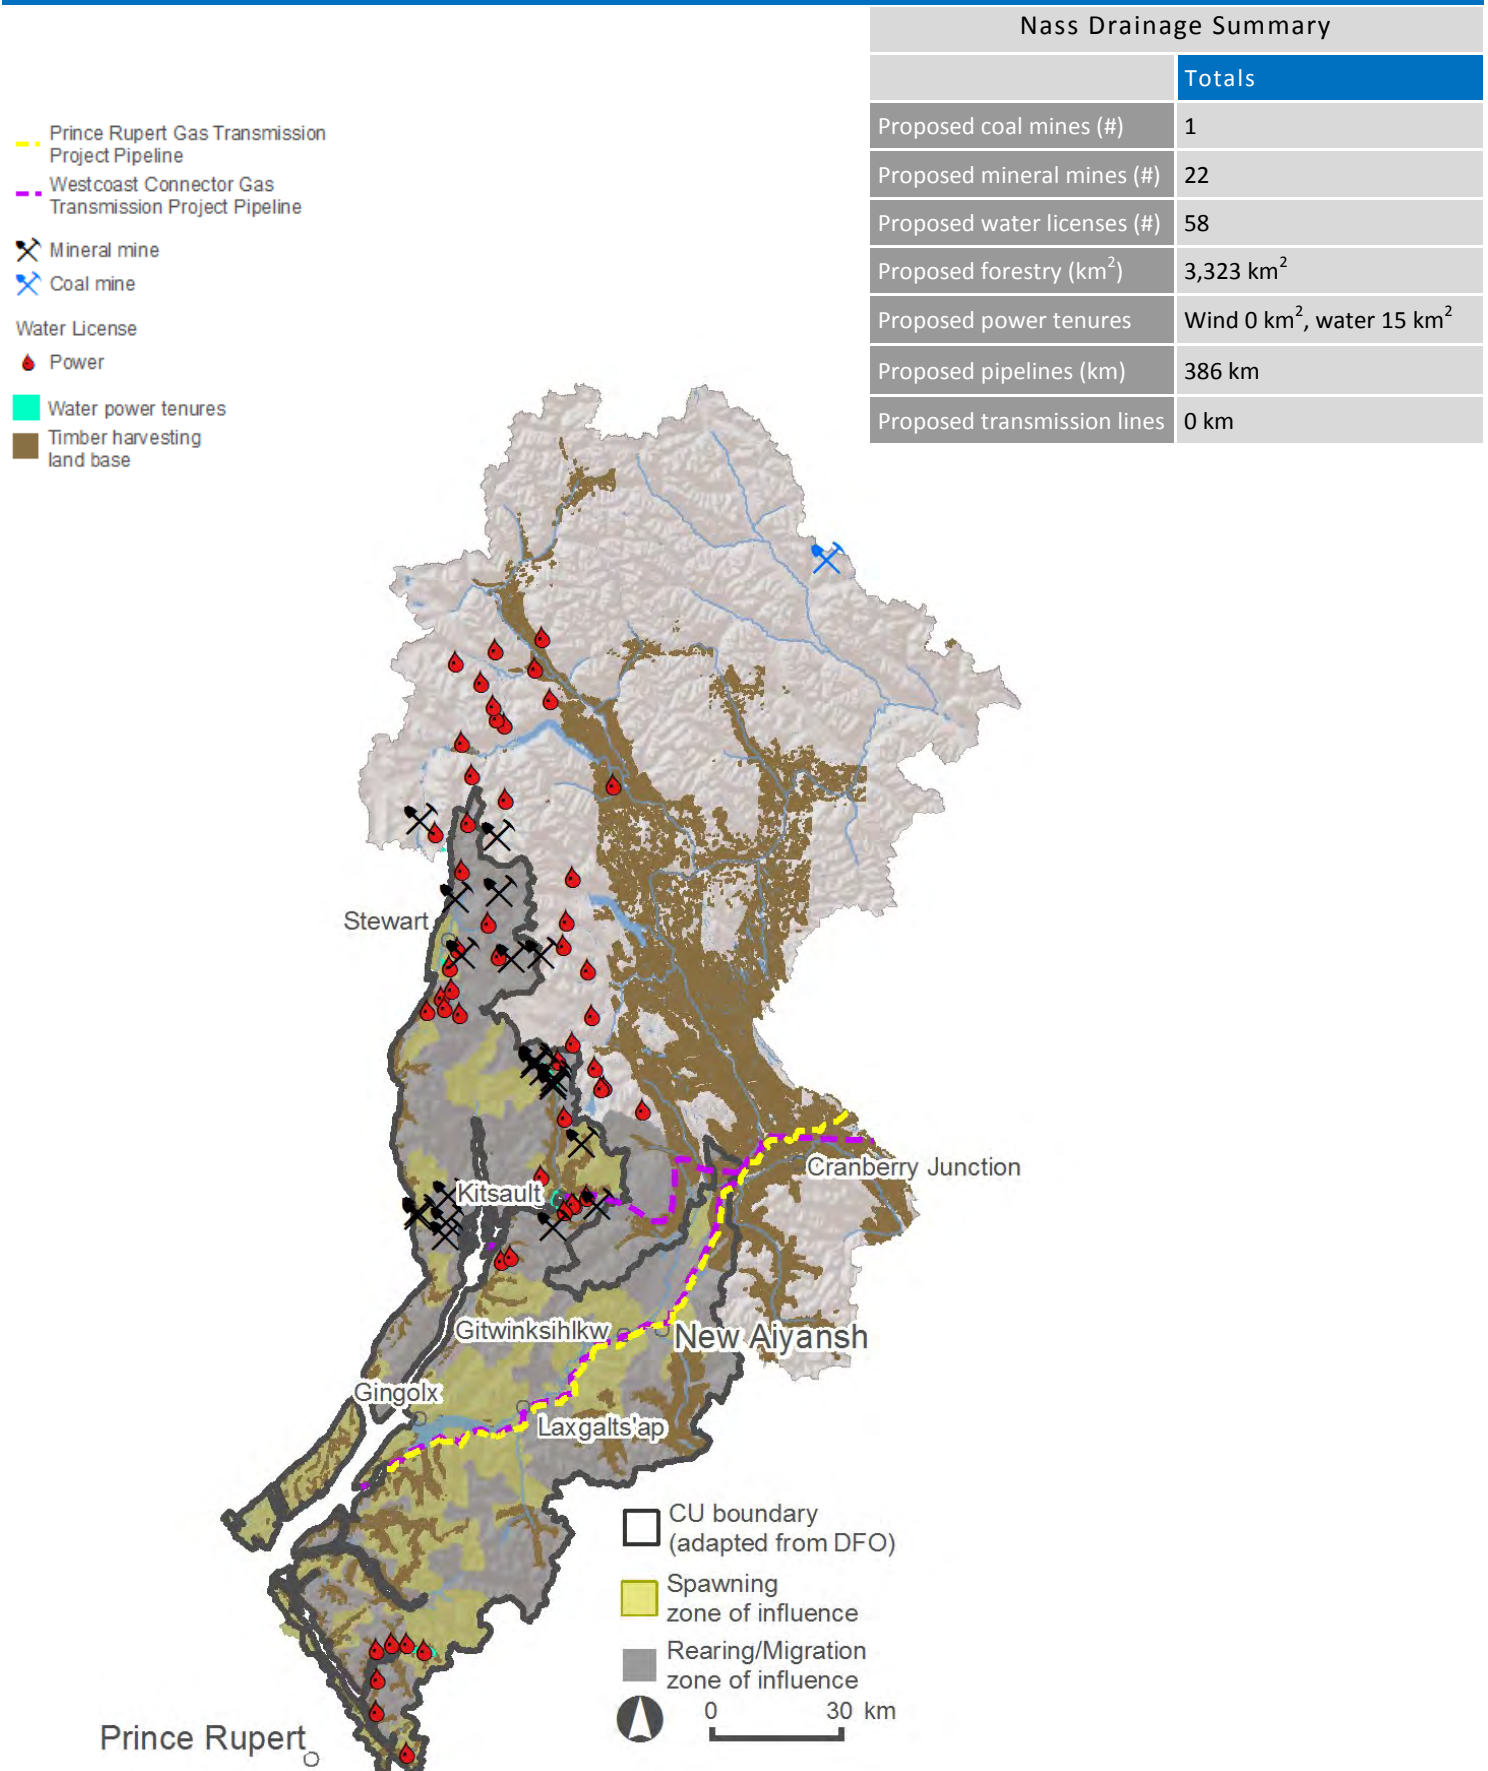 Nass Drainage Summary
Totals
Proposed coal mines (#) 1
Proposed mineral mines (#) 22
Proposed water licenses (#) 58
Proposed forestry (km²) 3,323 km²
Proposed power tenures Wind 0 km², water 15 km²
Proposed pipelines (km) 386 km
Proposed transmission lines 0 km
Prince Rupert Gas Transmission
Project Pipeline
Westcoast Connector Gas
Transmission Project Pipeline
Mineral mine
Coal mine
Water License
Power
Water power tenures
Timber harvesting
land base
Stewart
Cranberry Junction
Kitsault
Gitwinksihlkw
New Aiyansh
Gingolx
Laxgalts'ap
CU boundary
(adapted from DFO)
Spawning
zone of influence
Rearing/Migration
zone of influence
0 30 km
Prince Rupert